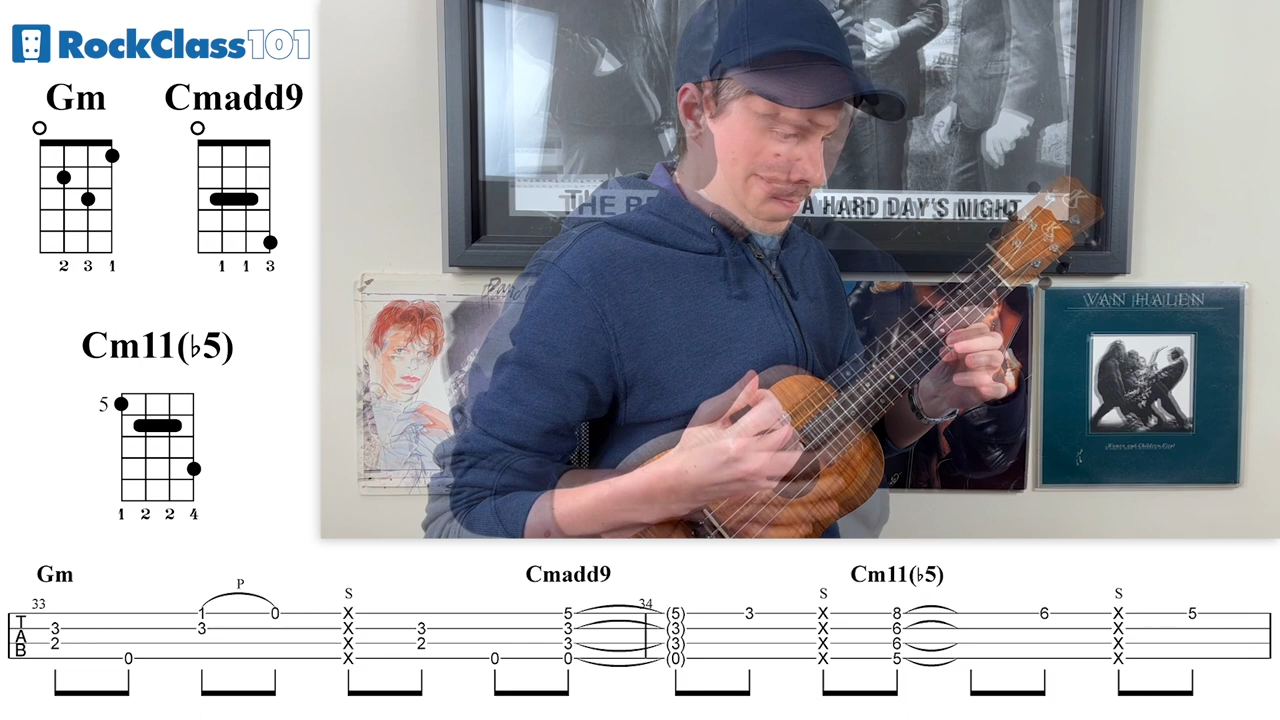 RockClass101
Gm Cmadd9
2 3 1 1 1 3
Cm11(♭5)
5
1 2 2 4
A HARD DAY'S NIGHT
VAN HALEN
Gm Cmadd9 Cm11(♭5)
33 P S 34 S S
T 1 0 X 5 (5) 3 X 8 6 X 5
A 3 3 X 3 3 (3) X 6 X
B 2 X 2 3 (3) X 6 X
0 X 0 0 (0) X 5 X